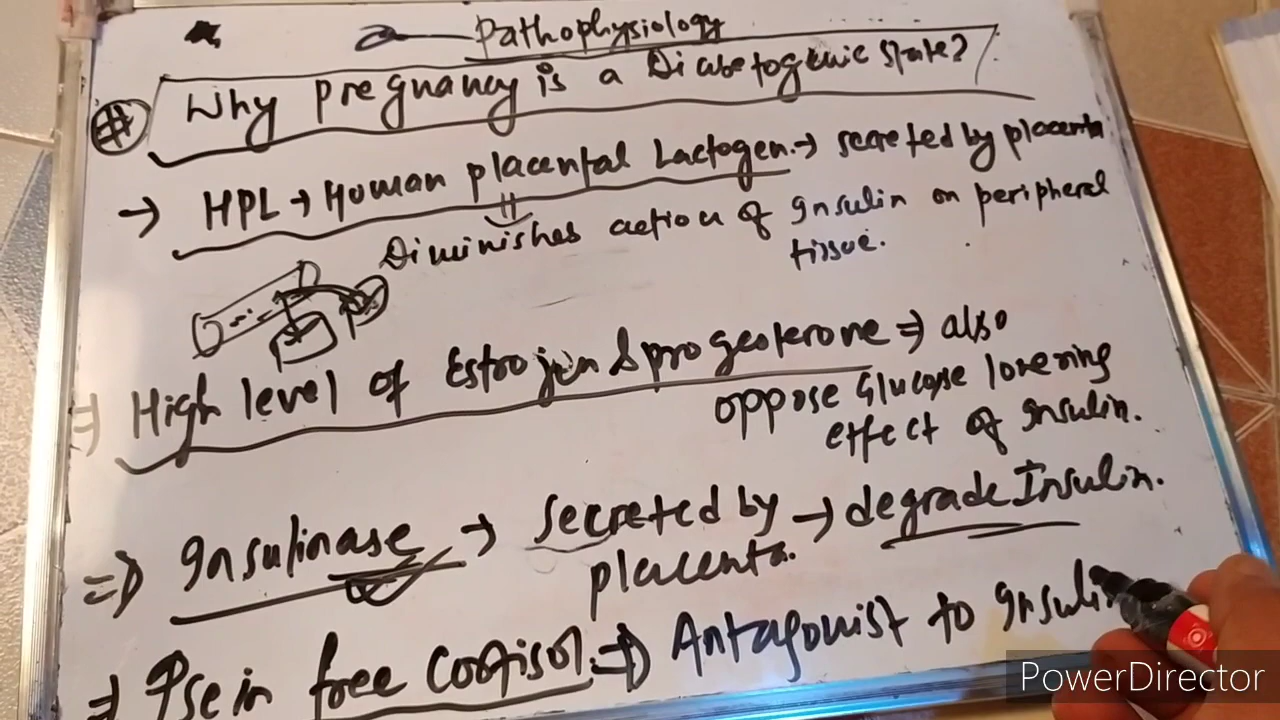 Pathophysiology
# Why pregnancy is a Diabetogenic state?
→ HPL → Human placental Lactogen. → secreted by placenta
Diminishes action of Insulin on peripheral
tissue.
⇒ High level of Estrojen & progesterone ⇒ also
oppose Glucose lowering
effect of Insulin.
⇒ Insulinase → secreted by
placenta. → degrade Insulin.
⇒ ↑se in free Cortisol. ⇒ Antagonist to Insulin
PowerDirector